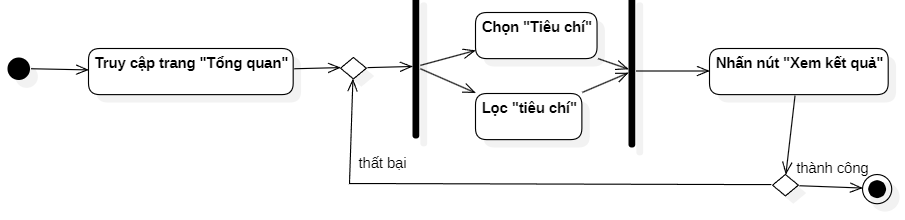 Chọn "Tiêu chí"
Truy cập trang "Tổng quan"
Nhấn nút "Xem kết quả"
Lọc "tiêu chí"
thất bại
thành công